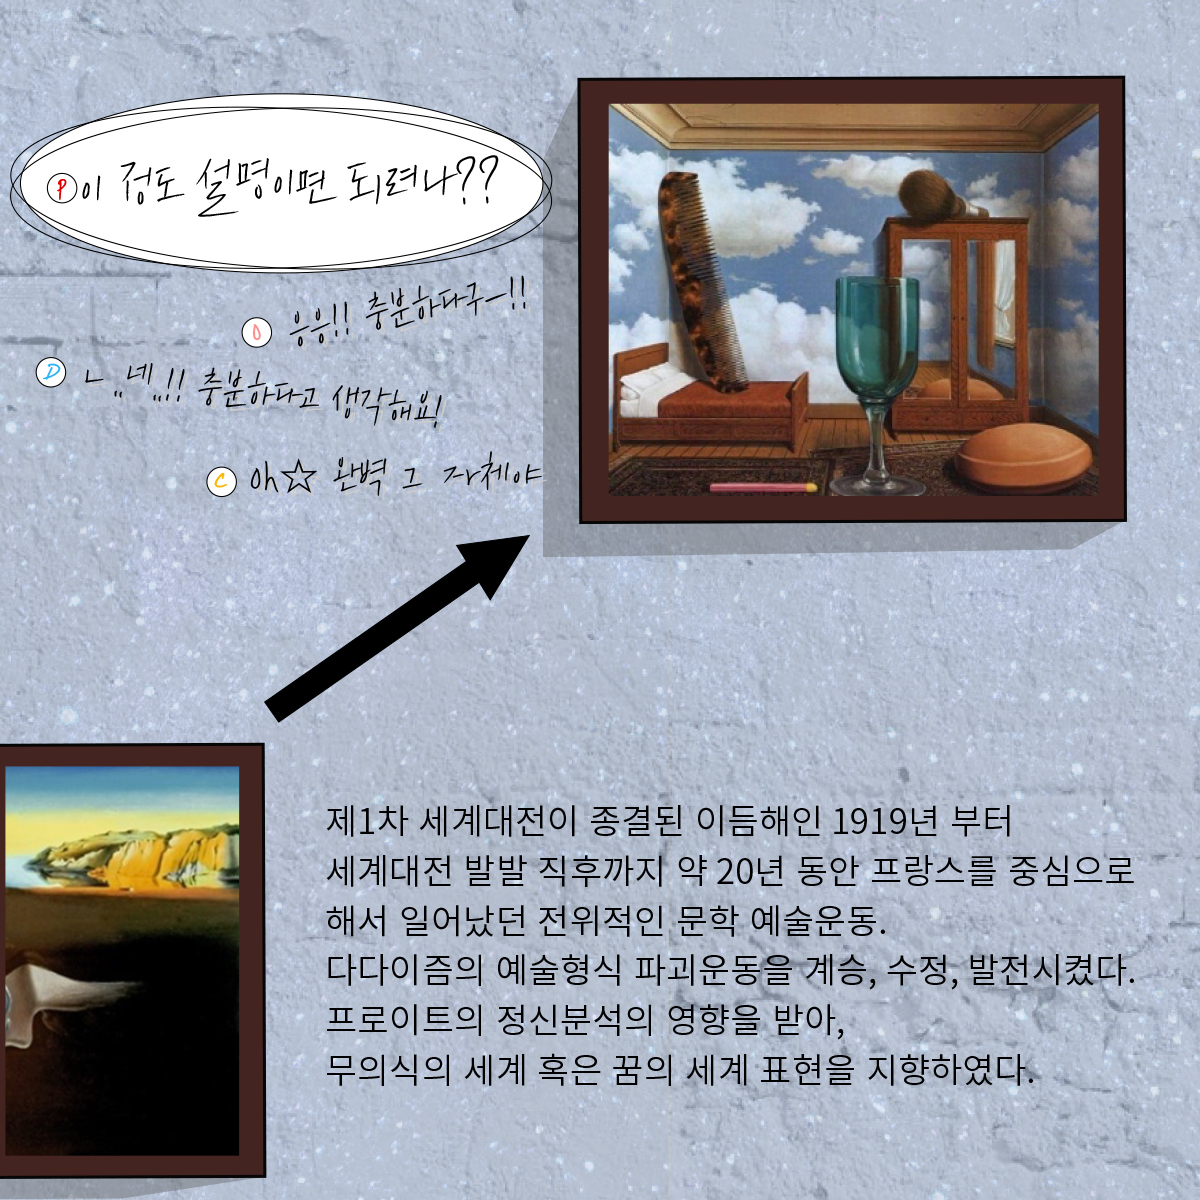 P 이 정도 설명이면 되려나??
O 응응!! 충분하다구ㅡ!!
D ㄴ..네..!! 충분하다고 생각해요!
C oh☆ 완벽 그 자체야
제1차 세계대전이 종결된 이듬해인 1919년 부터
세계대전 발발 직후까지 약 20년 동안 프랑스를 중심으로
해서 일어났던 전위적인 문학 예술운동.
다다이즘의 예술형식 파괴운동을 계승, 수정, 발전시켰다.
프로이트의 정신분석의 영향을 받아,
무의식의 세계 혹은 꿈의 세계 표현을 지향하였다.